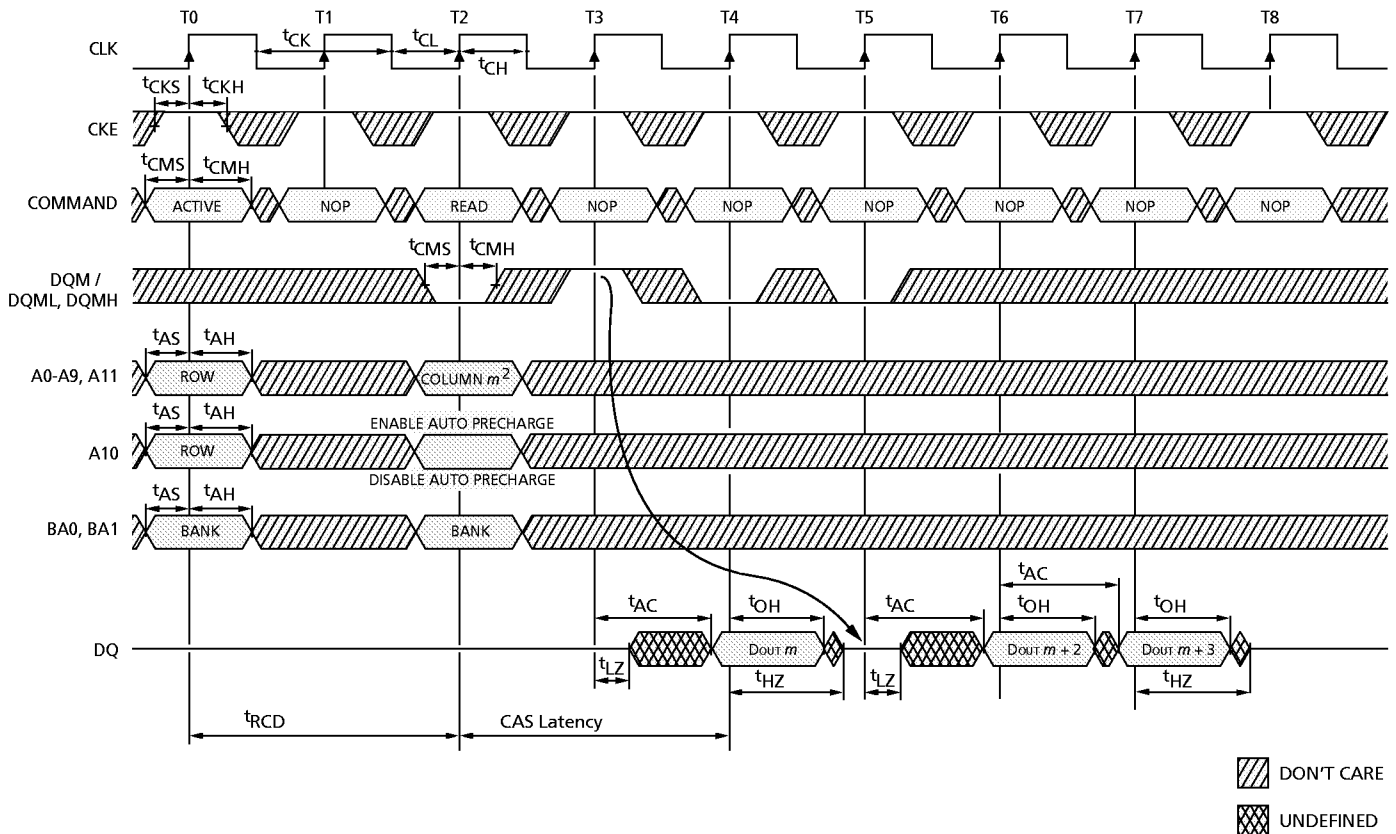 T0 T1 T2 T3 T4 T5 T6 T7 T8
CLK
tCK tCL
tCH
tCKS tCKH
CKE
tCMS tCMH
COMMAND ACTIVE NOP READ NOP NOP NOP NOP NOP NOP
tCMS tCMH
DQM /
DQML, DQMH
tAS tAH
A0-A9, A11 ROW COLUMN m2
tAS tAH ENABLE AUTO PRECHARGE
A10 ROW
DISABLE AUTO PRECHARGE
tAS tAH
BA0, BA1 BANK BANK
tAC
tAC tOH tAC tOH tOH
DQ DOUT m DOUT m + 2 DOUT m + 3
tLZ tHZ tLZ tHZ
tRCD CAS Latency
DON'T CARE
UNDEFINED